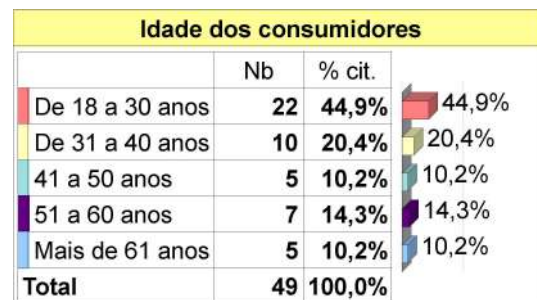 Idade dos consumidores
Nb % cit.
De 18 a 30 anos 22 44,9% 44,9%
De 31 a 40 anos 10 20,4% 20,4%
41 a 50 anos 5 10,2% 10,2%
51 a 60 anos 7 14,3% 14,3%
Mais de 61 anos 5 10,2% 10,2%
Total 49 100,0%